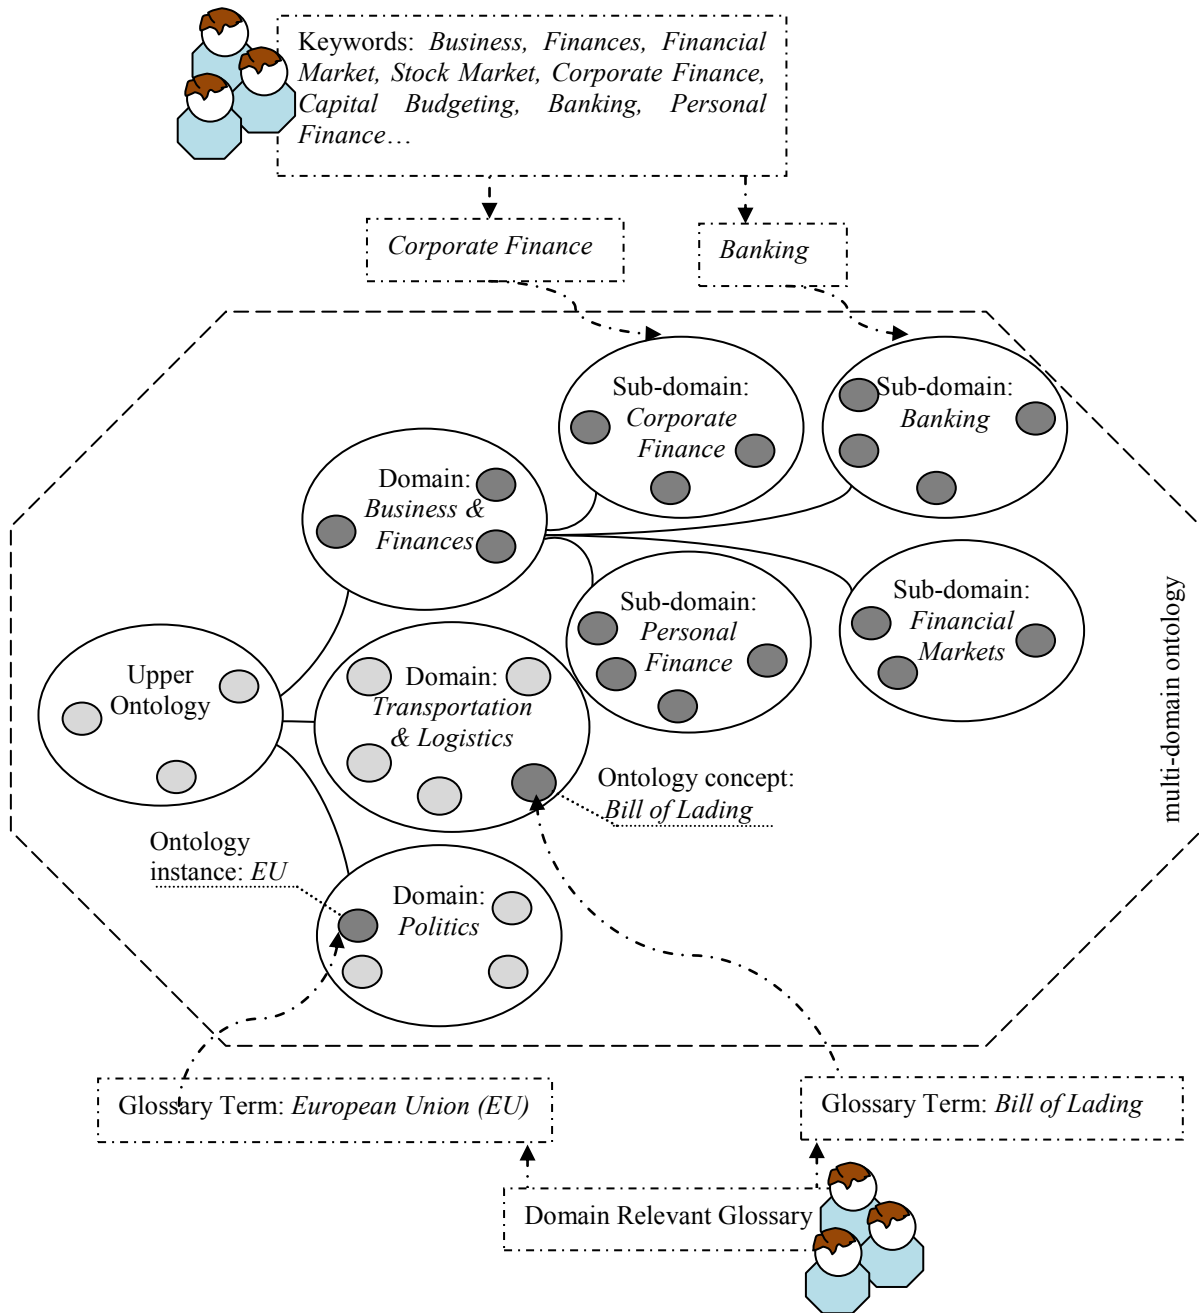 Keywords: Business, Finances, Financial
Market, Stock Market, Corporate Finance,
Capital Budgeting, Banking, Personal
Finance…
Corporate Finance
Banking
Sub-domain:
Corporate
Finance
Sub-domain:
Banking
Domain:
Business &
Finances
Sub-domain:
Personal
Finance
Sub-domain:
Financial
Markets
multi-domain ontology
Upper
Ontology
Domain:
Transportation
& Logistics
Ontology concept:
Bill of Lading
Ontology
instance: EU
Domain:
Politics
Glossary Term: European Union (EU)
Glossary Term: Bill of Lading
Domain Relevant Glossary